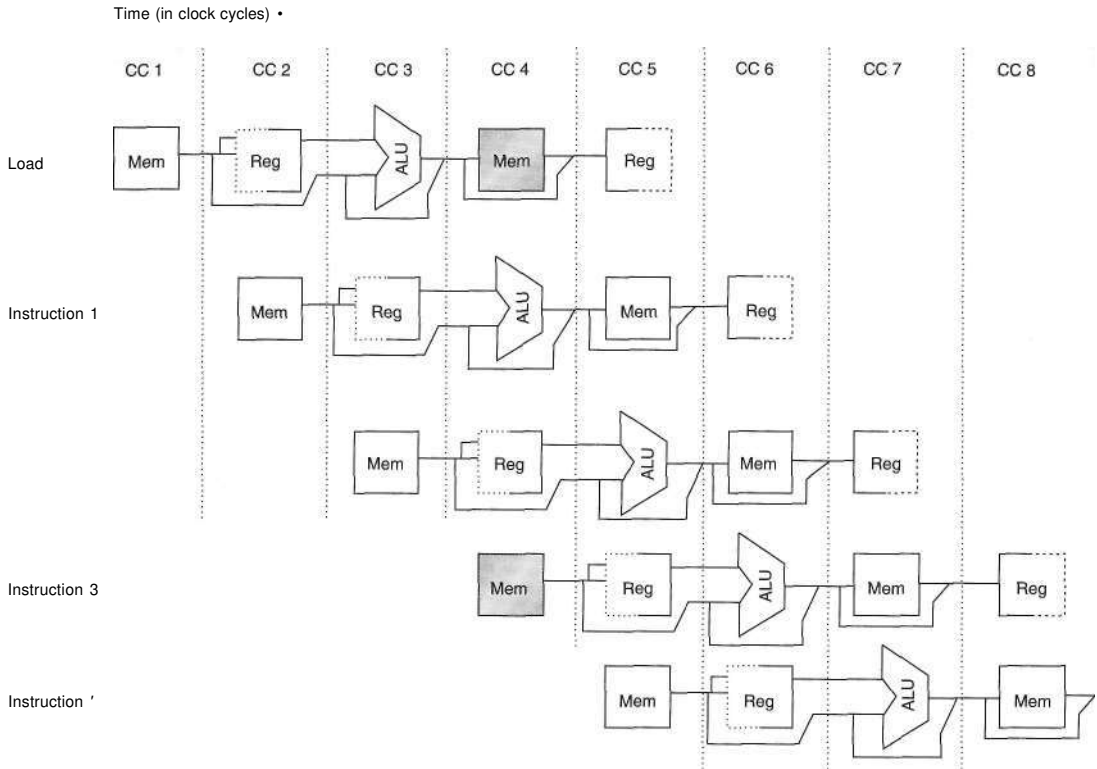 Time (in clock cycles) •
CC 1 CC 2 CC 3 CC 4 CC 5 CC 6 CC 7 CC 8
Load Mem Reg ALU Mem Reg
Instruction 1 Mem Reg ALU Mem Reg
Mem Reg ALU Mem Reg
Instruction 3 Mem Reg ALU Mem Reg
Instruction ' Mem Reg ALU Mem